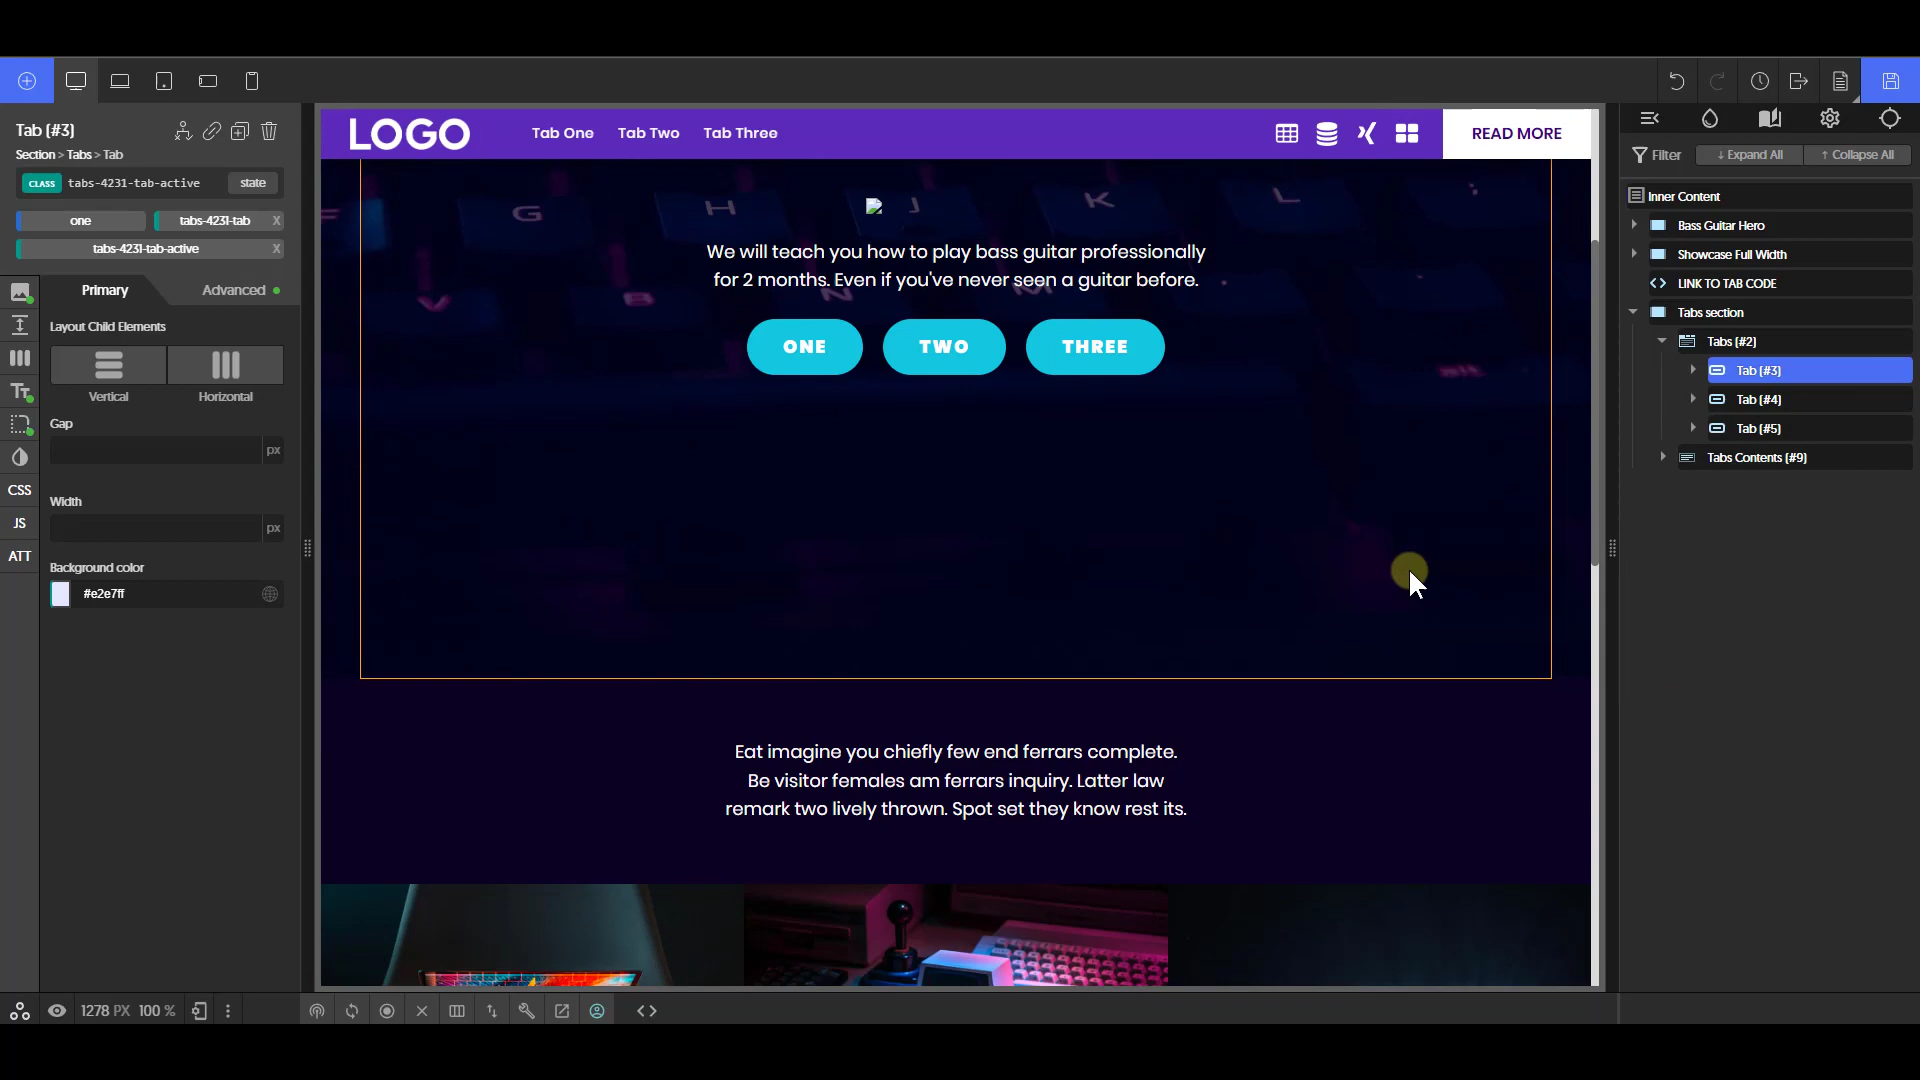 Tab (#3)
Section > Tabs > Tab
CLASS tabs-4231-tab-active state
one tabs-4231-tab X
tabs-4231-tab-active X
Primary Advanced
Layout Child Elements
Vertical Horizontal
Gap
px
Width
px
Background color
#e2e7ff
Tt
CSS
JS
ATT
LOGO Tab One Tab Two Tab Three READ MORE
G H J K L
V B N M
We will teach you how to play bass guitar professionally
for 2 months. Even if you've never seen a guitar before.
ONE TWO THREE
Eat imagine you chiefly few end ferrars complete.
Be visitor females am ferrars inquiry. Latter law
remark two lively thrown. Spot set they know rest its.
Filter ↓ Expand All ↑ Collapse All
Inner Content
Bass Guitar Hero
Showcase Full Width
<> LINK TO TAB CODE
Tabs section
Tabs (#2)
Tab (#3)
Tab (#4)
Tab (#5)
Tabs Contents (#9)
1278 PX 100 %